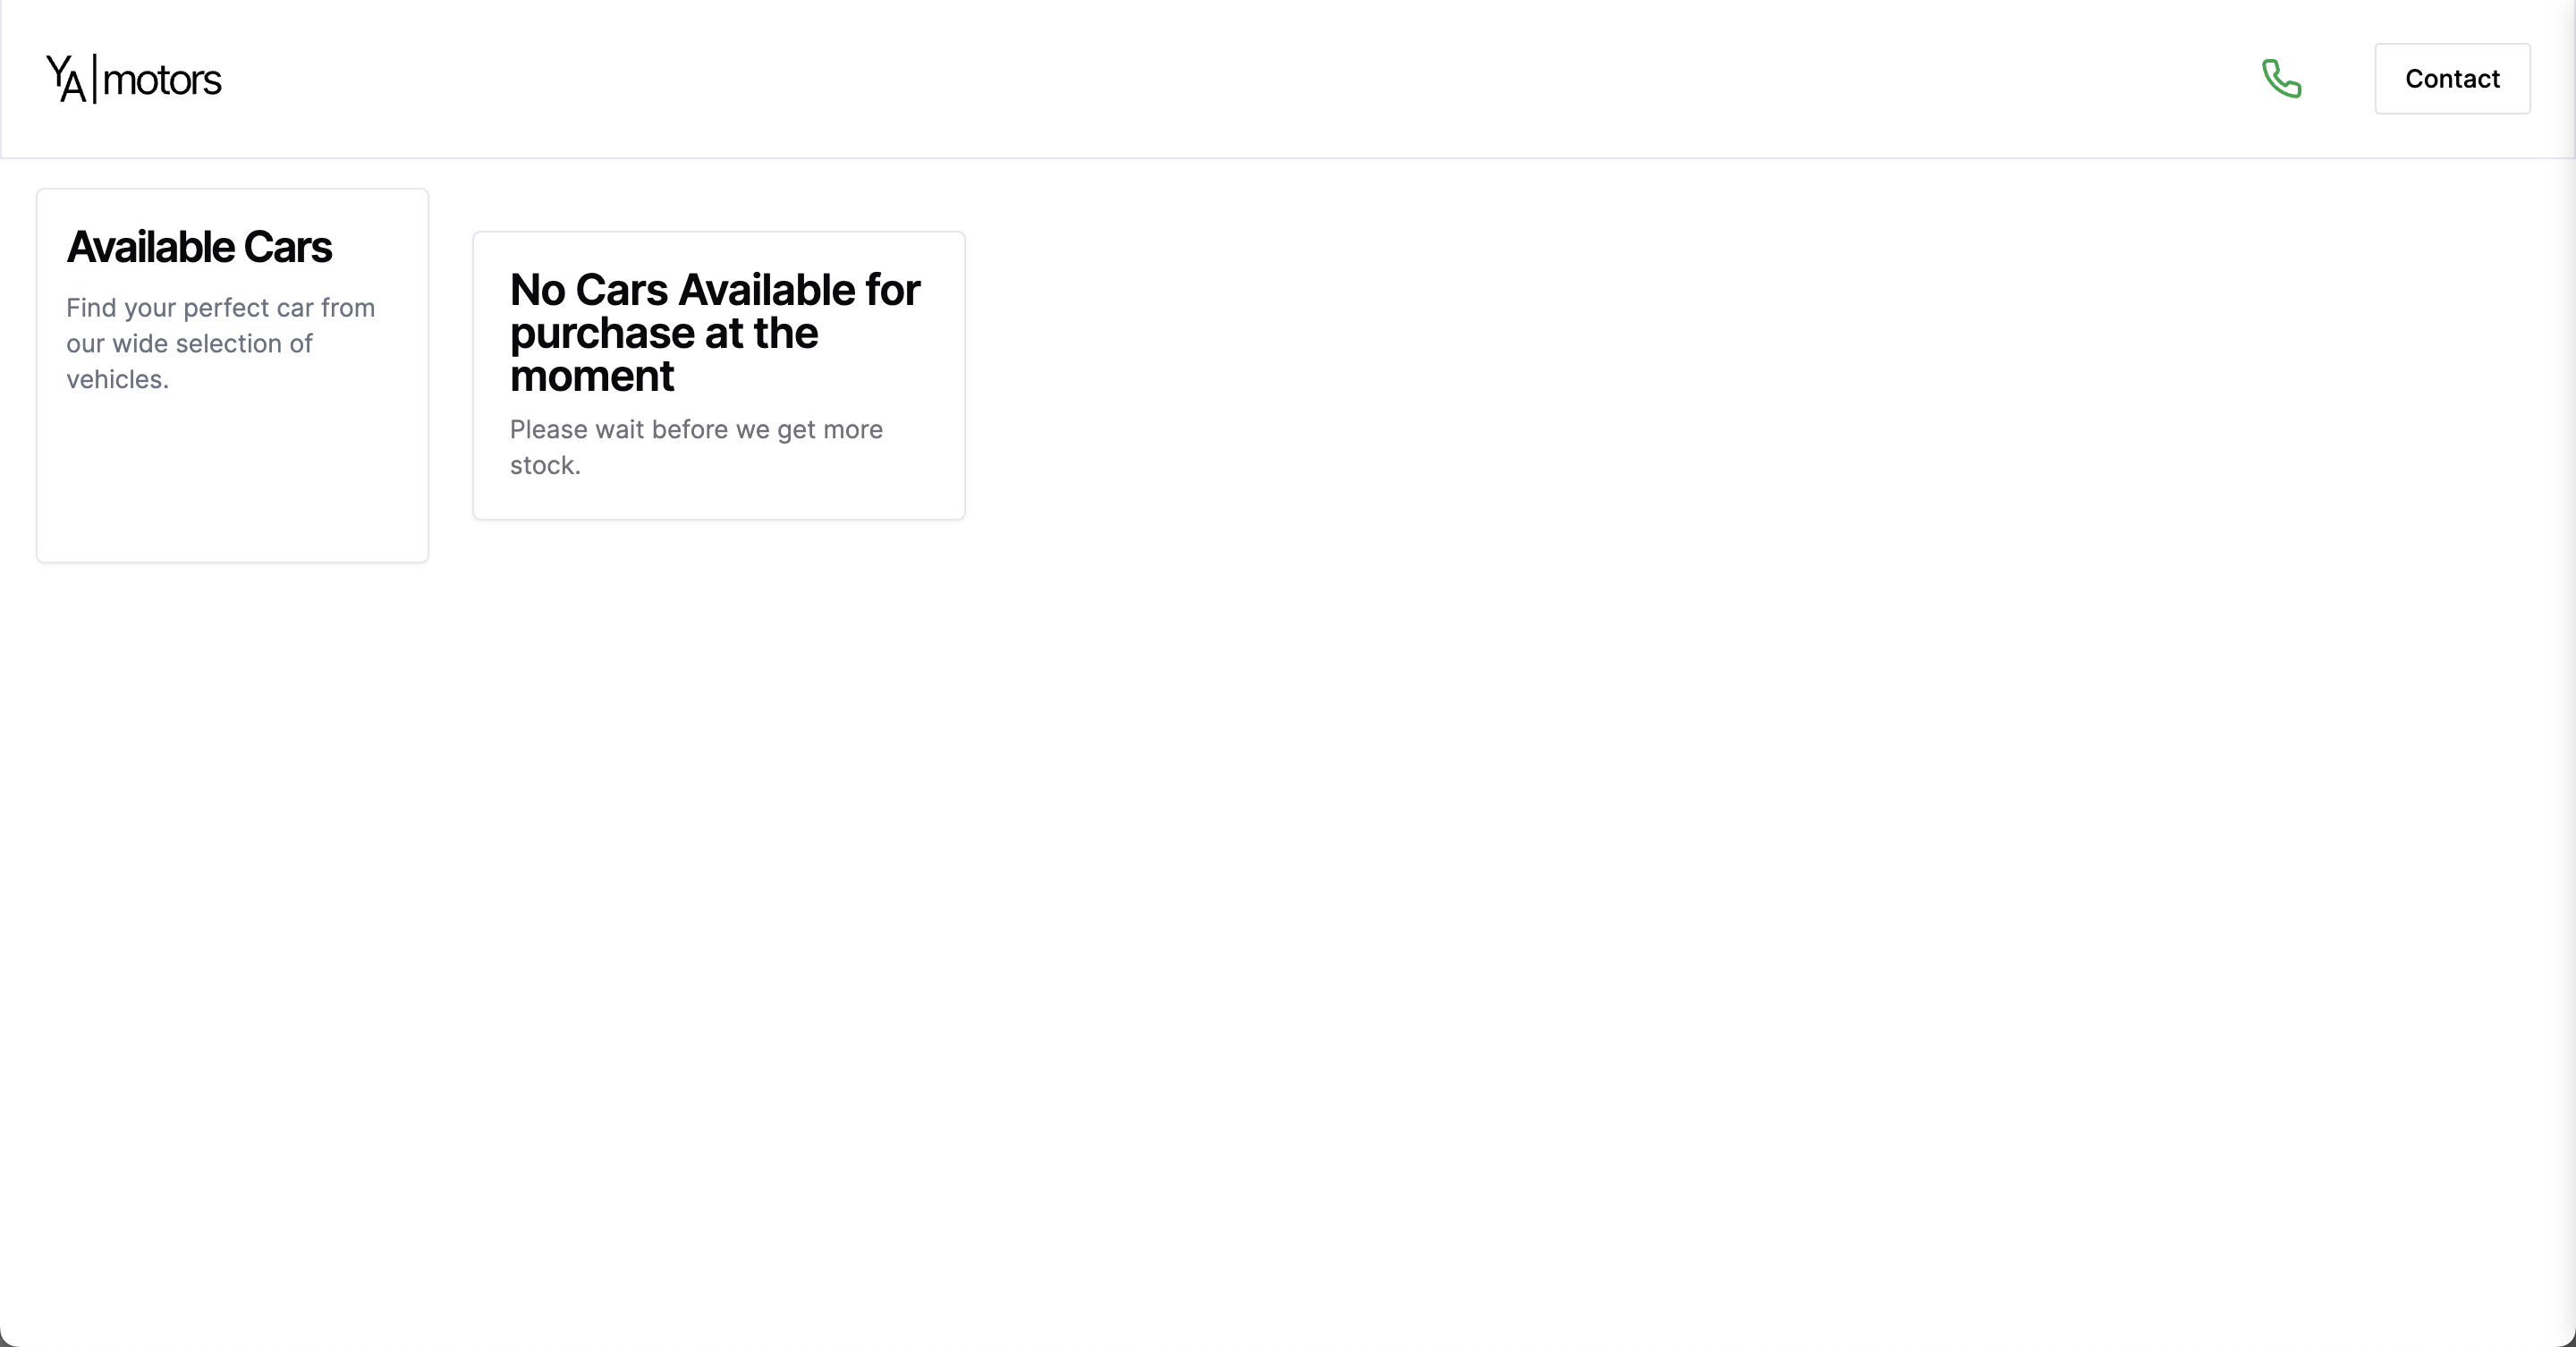 YA|motors
Contact
Available Cars
Find your perfect car from
our wide selection of
vehicles.
No Cars Available for
purchase at the
moment
Please wait before we get more
stock.